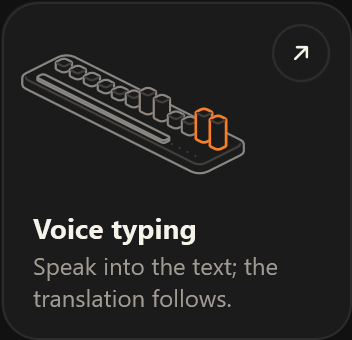 Voice typing
Speak into the text; the
translation follows.